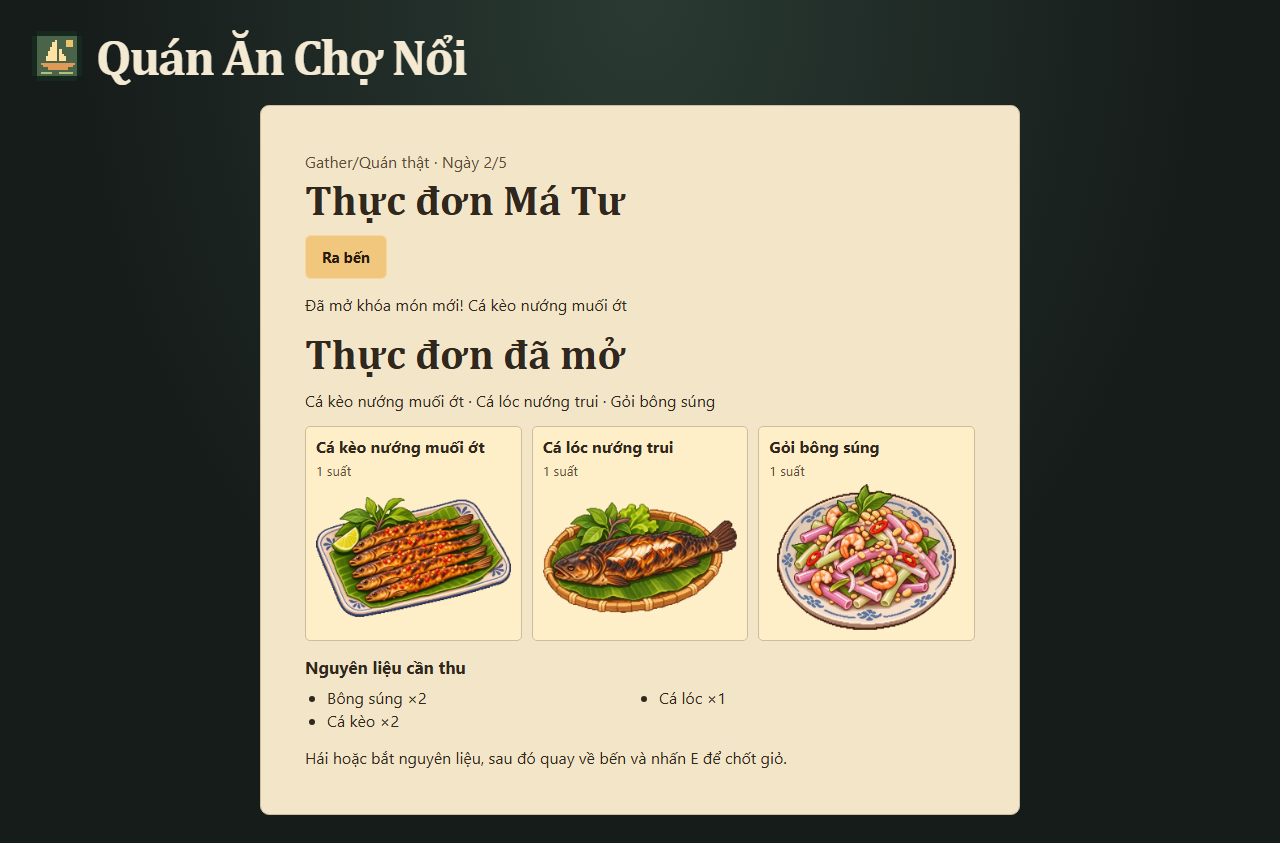 Quán Ăn Chợ Nổi
Gather/Quán thật · Ngày 2/5
Thực đơn Má Tư
Ra bến
Đã mở khóa món mới! Cá kèo nướng muối ớt
Thực đơn đã mở
Cá kèo nướng muối ớt · Cá lóc nướng trui · Gỏi bông súng
Cá kèo nướng muối ớt
1 suất
Cá lóc nướng trui
1 suất
Gỏi bông súng
1 suất
Nguyên liệu cần thu
Bông súng ×2
Cá lóc ×1
Cá kèo ×2
Hái hoặc bắt nguyên liệu, sau đó quay về bến và nhấn E để chốt giỏ.